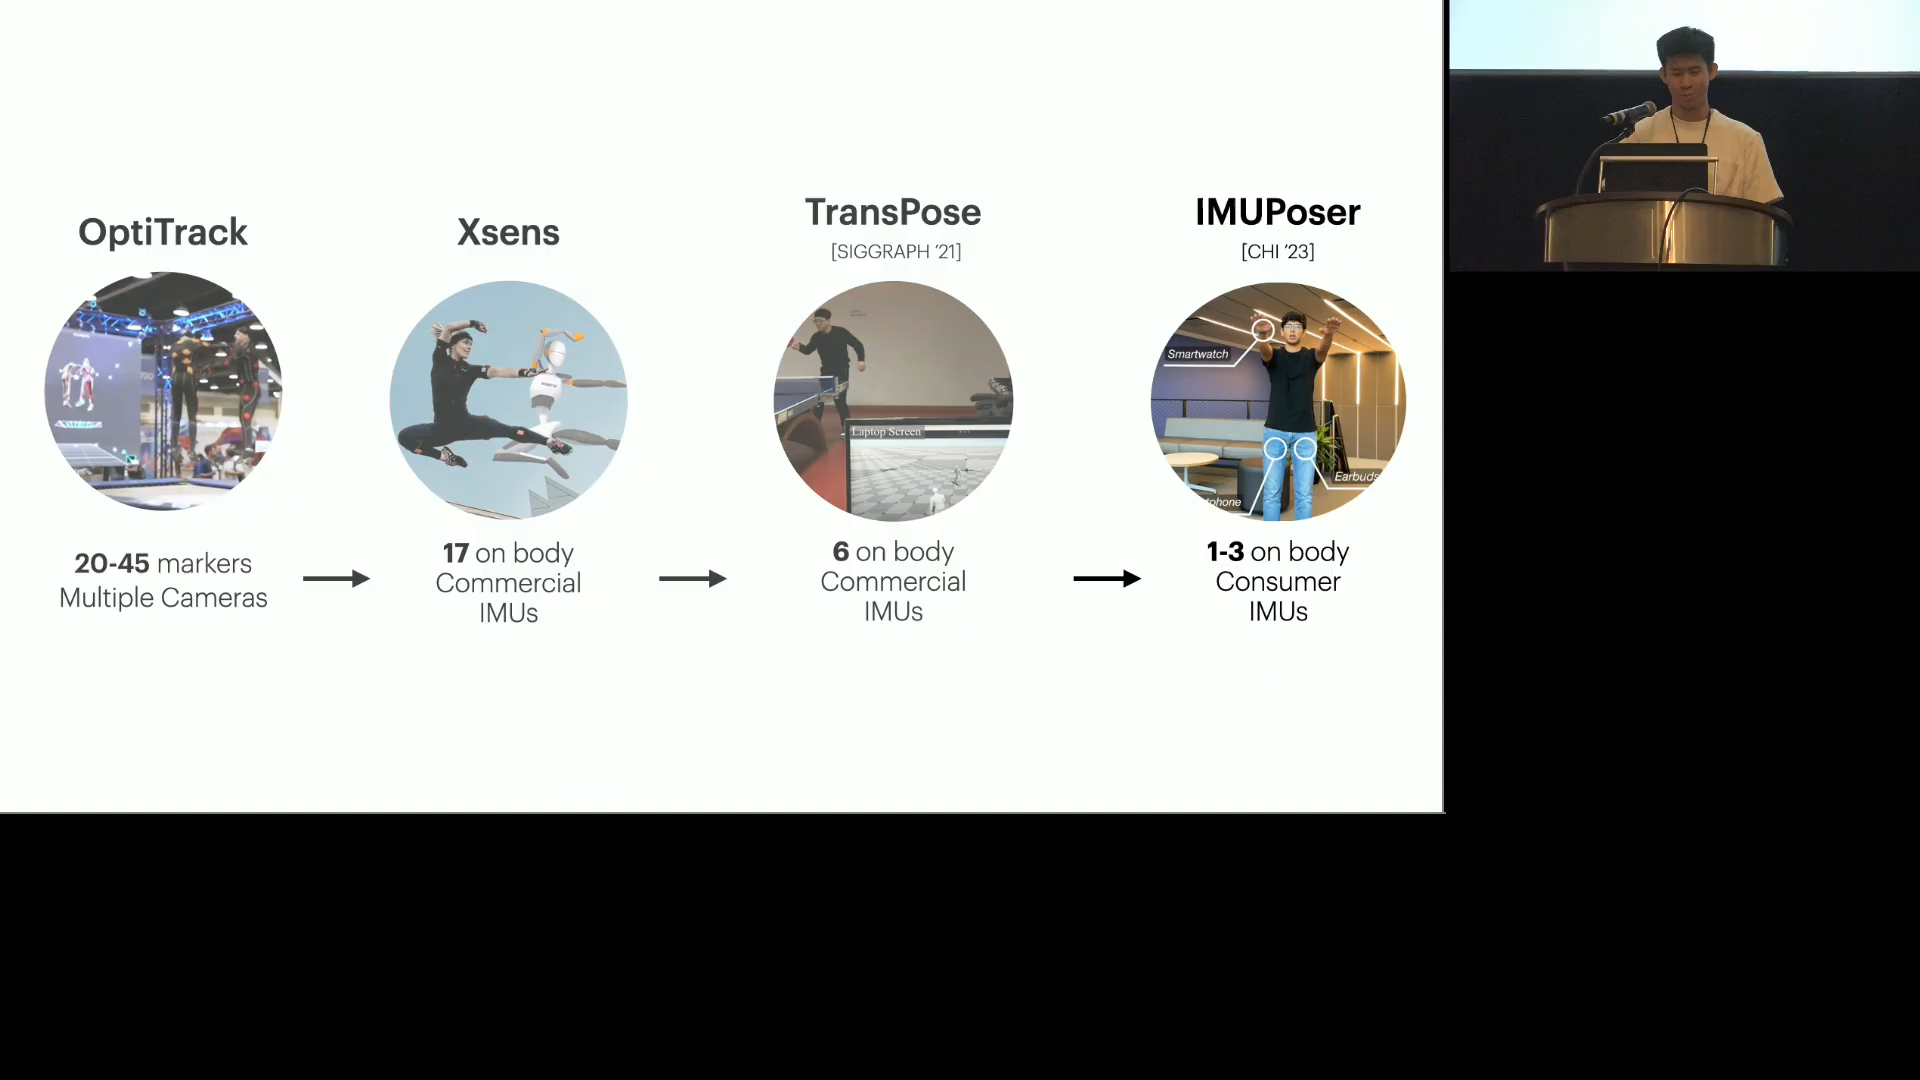 OptiTrack
20-45 markers
Multiple Cameras
Xsens
17 on body
Commercial
IMUs
TransPose
[SIGGRAPH '21]
Laptop Screen
6 on body
Commercial
IMUs
IMUPoser
[CHI '23]
Smartwatch
Earbuds
1-3 on body
Consumer
IMUs